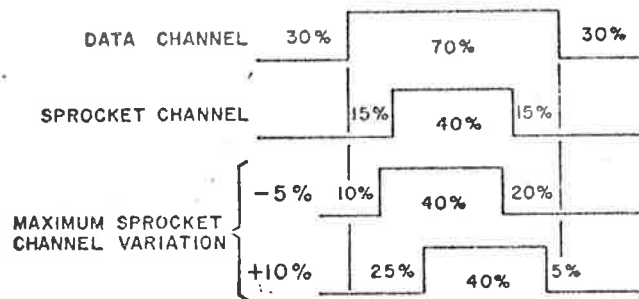 DATA CHANNEL 30% 70% 30%
SPROCKET CHANNEL 15% 40% 15%
MAXIMUM SPROCKET CHANNEL VARIATION
-5% 10% 40% 20%
+10% 25% 40% 5%